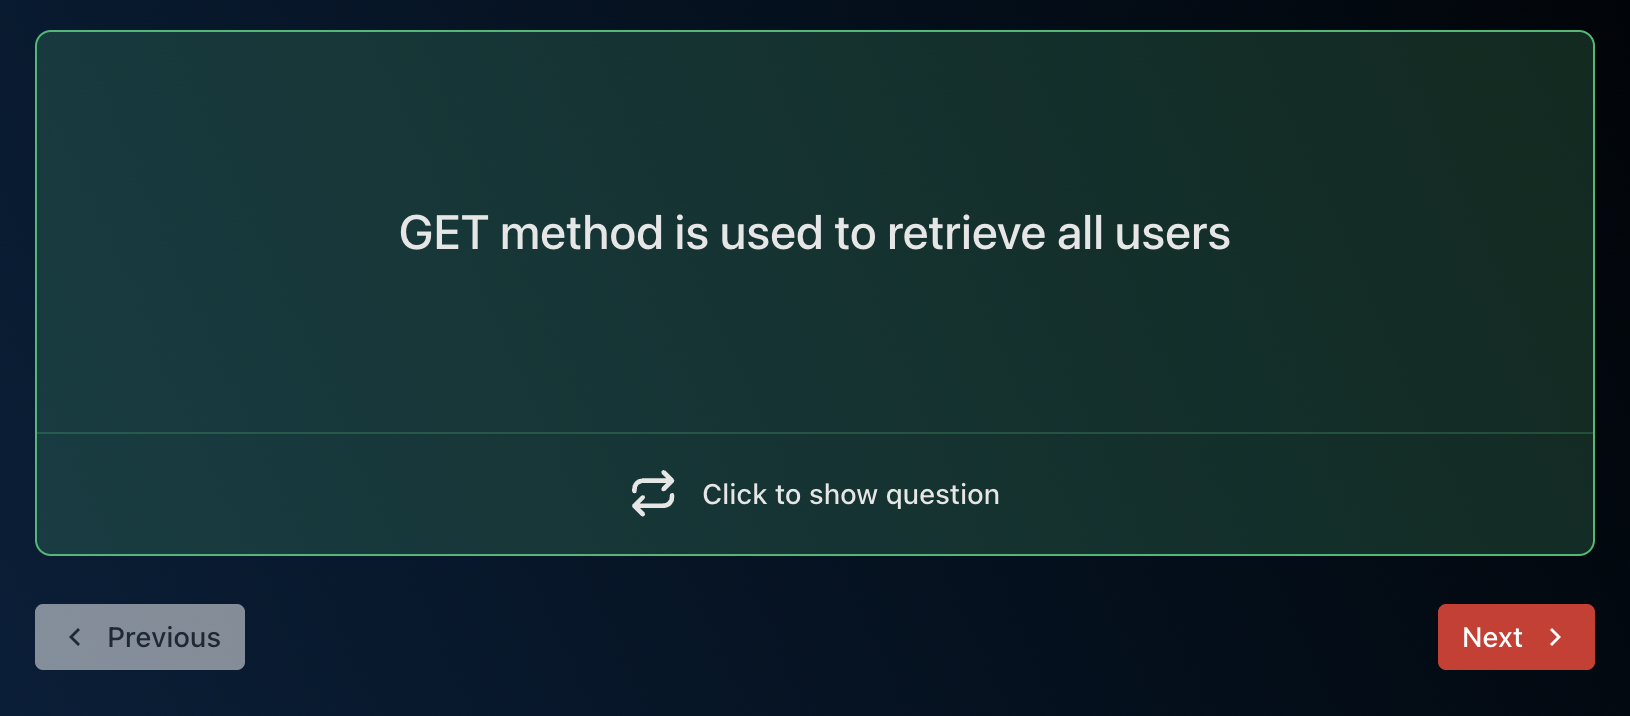 GET method is used to retrieve all users
Click to show question
Previous
Next